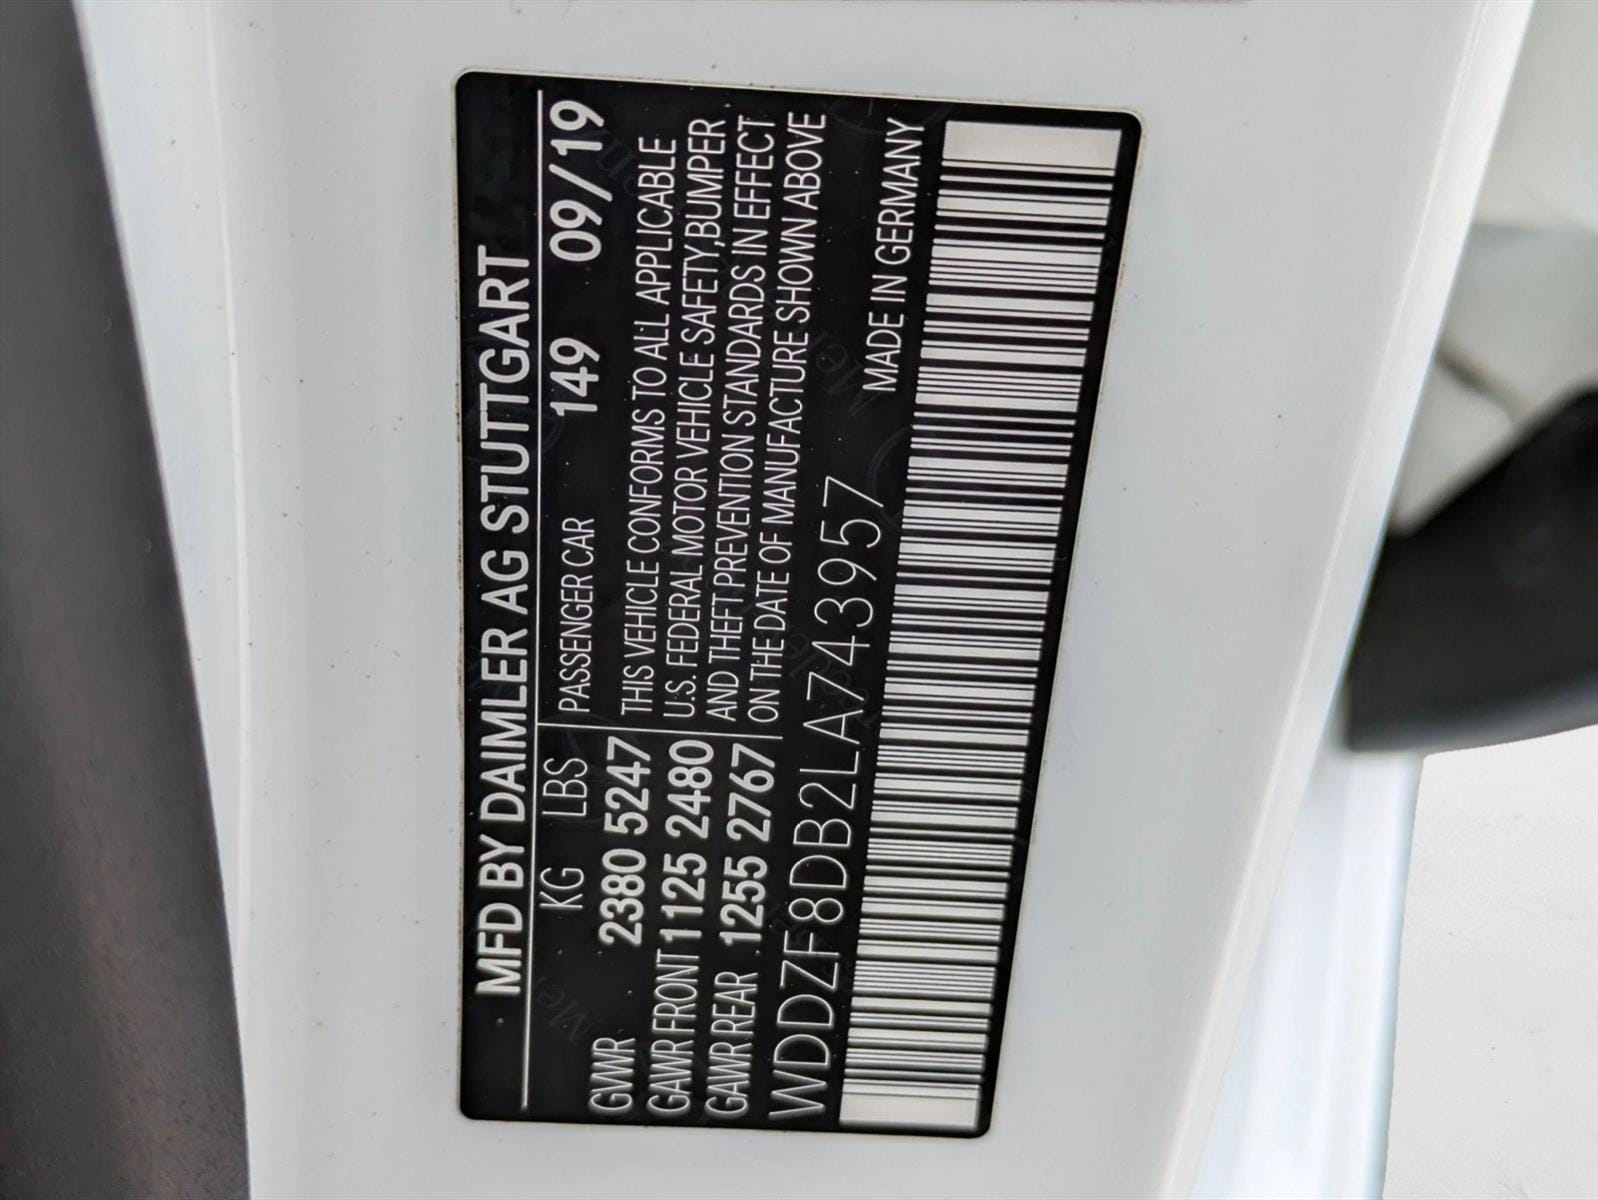 MFD BY DAIMLER AG STUTTGART
KG LBS PASSENGER CAR 149 09/19
GVWR 2380 5247 THIS VEHICLE CONFORMS TO ALL APPLICABLE
GAWR FRONT 1125 2480 U.S. FEDERAL MOTOR VEHICLE SAFETY,BUMPER
GAWR REAR 1255 2767 AND THEFT PREVENTION STANDARDS IN EFFECT
ON THE DATE OF MANUFACTURE SHOWN ABOVE
WDDZF8DB2LA743957 MADE IN GERMANY